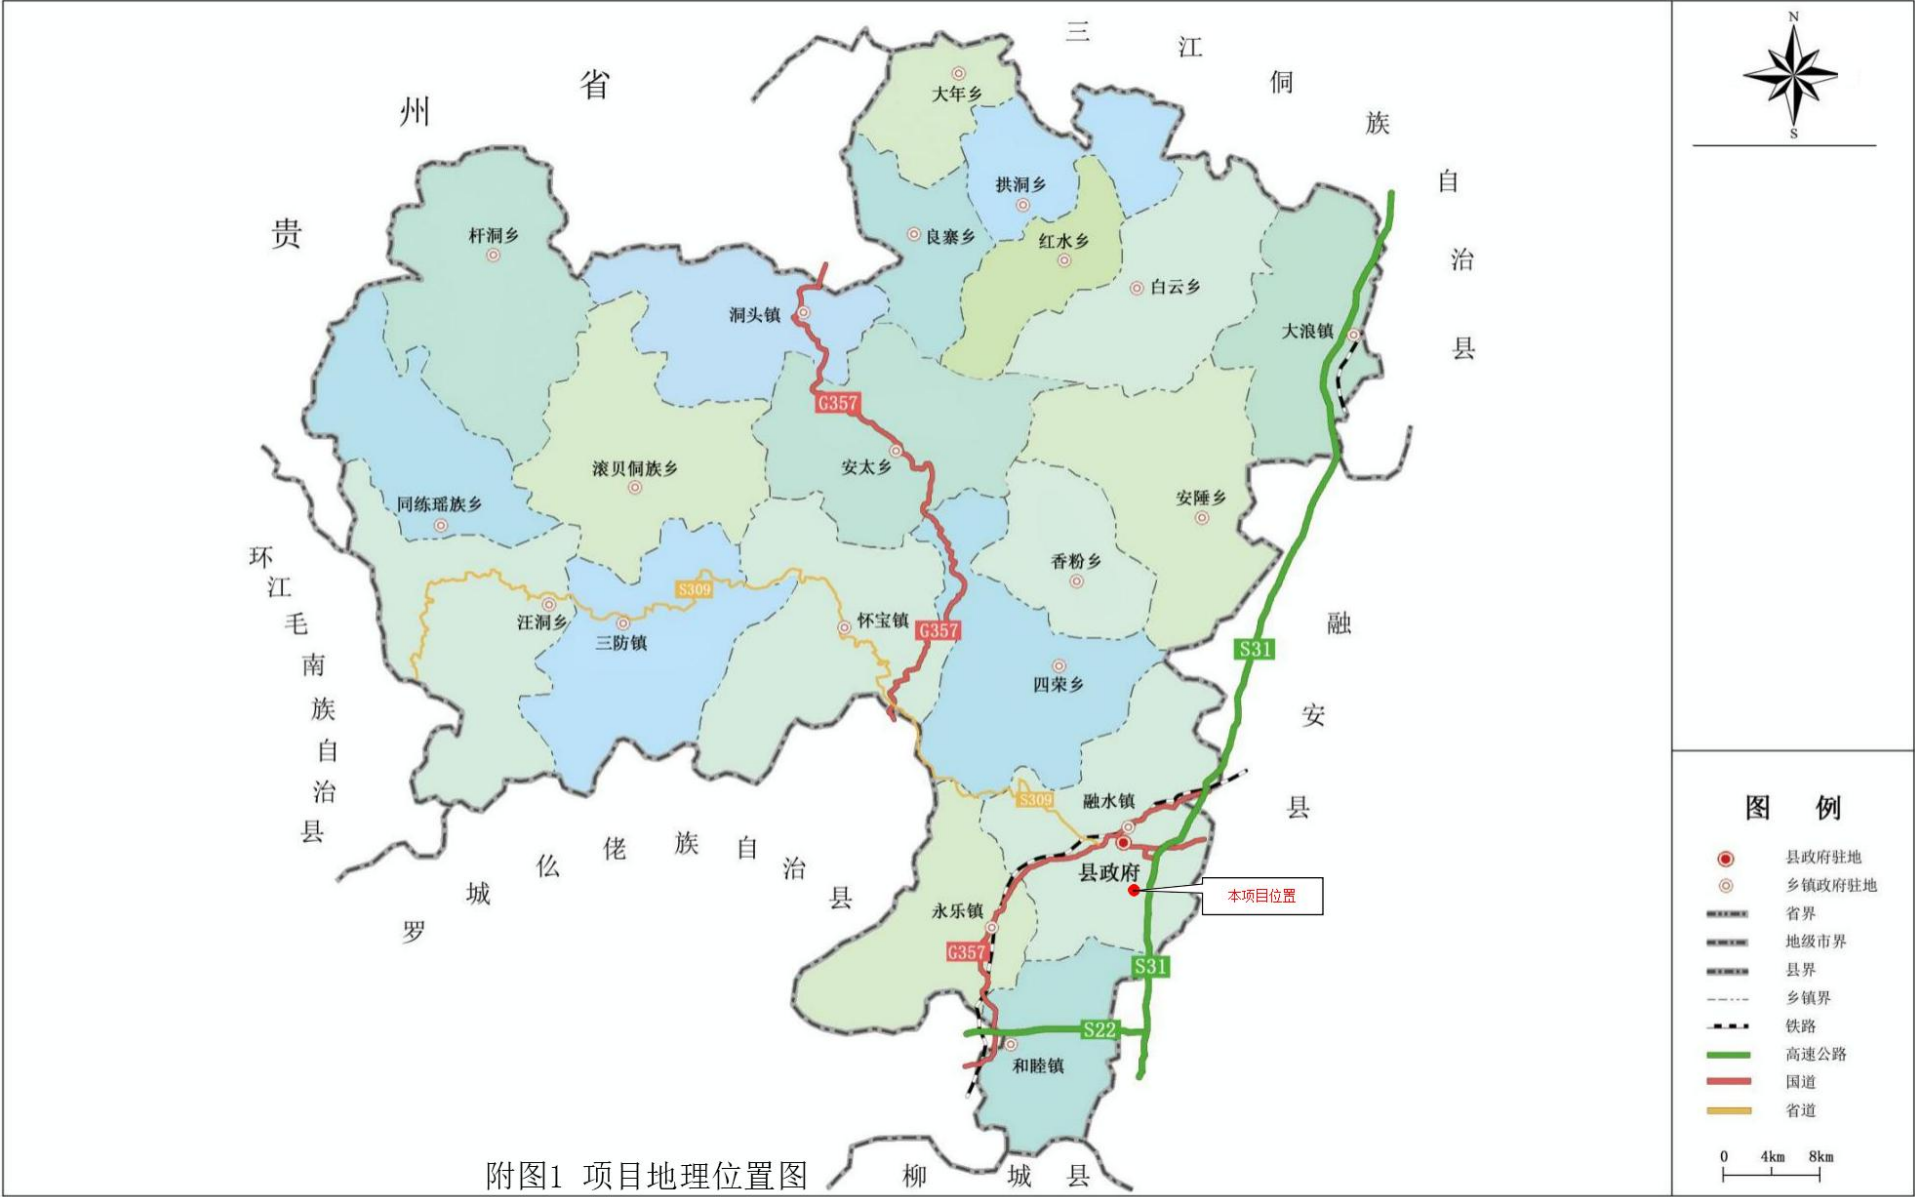 贵
州
省
三
江
侗
族
自
治
县
大年乡
拱洞乡
良寨乡
红水乡
白云乡
杆洞乡
洞头镇
大浪镇
G357
滚贝侗族乡
安太乡
安陲乡
同练瑶族乡
香粉乡
环
江
毛
南
族
自
治
县
S309
汪洞乡
三防镇
怀宝镇
G357
四荣乡
S31
融
安
县
S309
融水镇
县政府
本项目位置
永乐镇
G357
S31
S22
和睦镇
罗
城
仫
佬
族
自
治
县
柳
城
县
附图1 项目地理位置图
N
S
图 例
县政府驻地
乡镇政府驻地
省界
地级市界
县界
乡镇界
铁路
高速公路
国道
省道
0 4km 8km